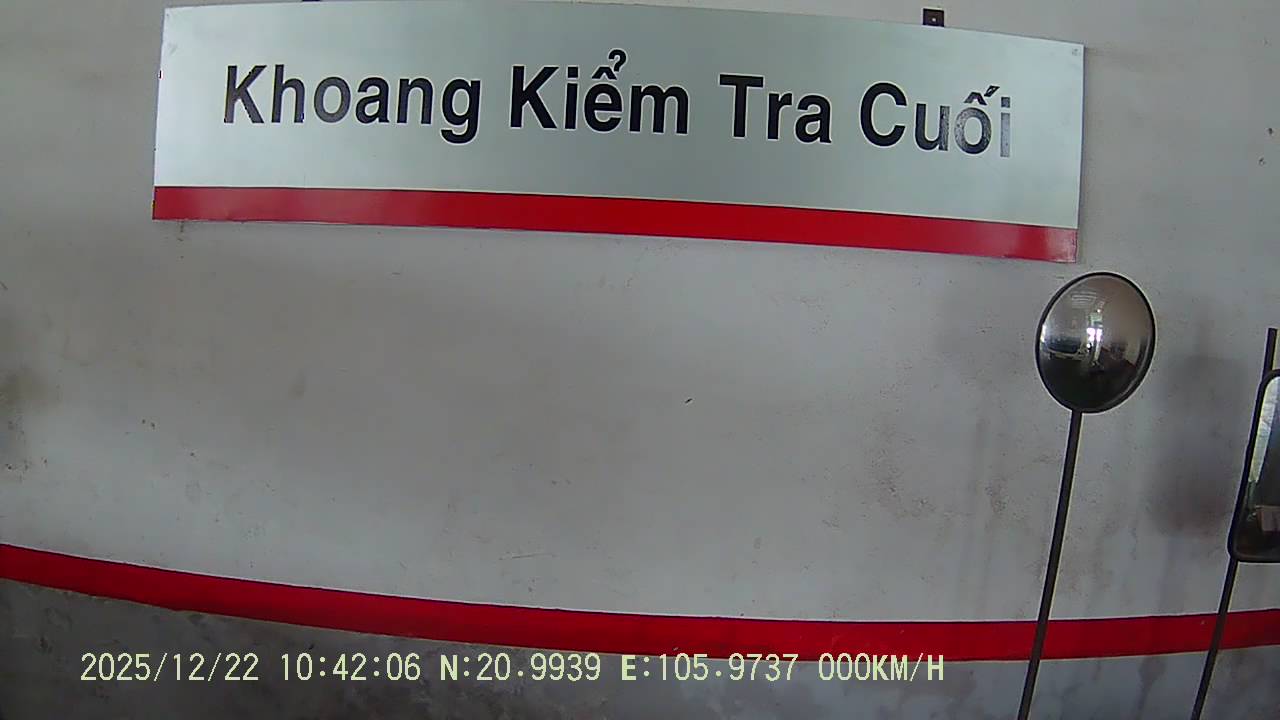 Khoang Kiểm Tra Cuối
2025/12/22 10:42:06 N:20.9939 E:105.9737 000KM/H